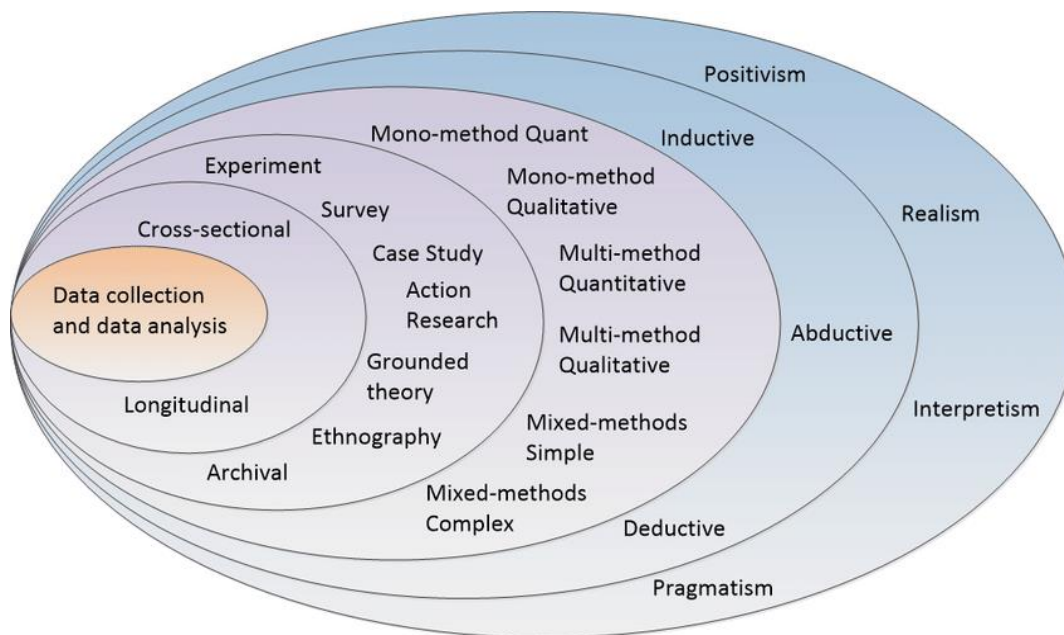 Positivism
Inductive
Mono-method Quant
Experiment
Mono-method
Qualitative
Survey
Realism
Cross-sectional
Case Study
Multi-method
Quantitative
Data collection
and data analysis
Action
Research
Abductive
Multi-method
Qualitative
Grounded
theory
Longitudinal
Interpretism
Ethnography
Mixed-methods
Simple
Archival
Mixed-methods
Complex
Deductive
Pragmatism